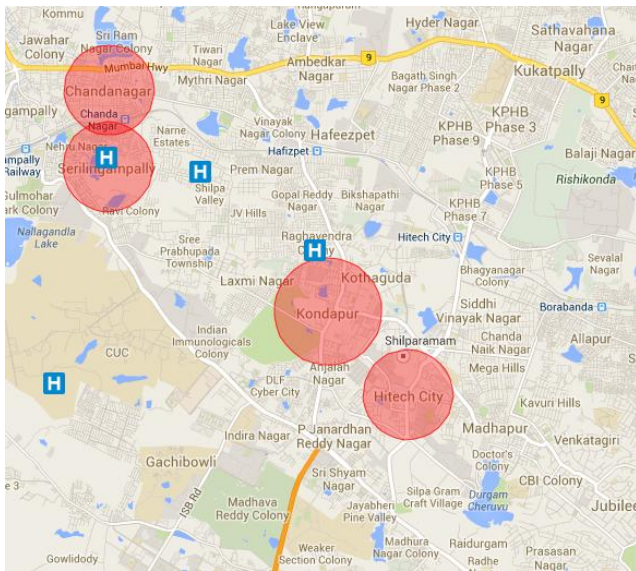 Kommu
Rangapuram
Jawahar
Colony
Sri Ram
Nagar Colony
Tiwari
Nagar
Lake View
Enclave
Hyder Nagar
Sathavahana
Nagar
Mumbai Hwy
Ambedkar
Nagar
9
Kukatpally
Chandanagar
Mythri Nagar
Bagath Singh
Nagar Phase 2
9
gampally
Chanda
Nagar
Narne
Estates
Vinayak
Nagar Colony
Hafeezpet
KPHB
Phase 3
KPHB
Phase 9
Nehru Nagar
Hafizpet
Balaji Nagar
ampally
Railway
H
Serilingampally
H
Shilpa
Valley
Prem Nagar
KPHB
Phase 5
Rishikonda
Gulmohar
Park Colony
Ravi Colony
Gopal Reddy
Nagar
Bikshapathi
Nagar
JV Hills
KPHB
Phase 7
Nallagandla
Lake
Sree
Prabhupada
Township
Raghavendra
Colony
H
Hitech City
Sevalal
Nagar
Laxmi Nagar
Kothaguda
Bhagyanagar
Colony
Kondapur
Siddhi
Vinayak Nagar
Borabanda
Indian
Immunologicals
Colony
Shilparamam
Chanda
Naik Nagar
Allapur
CUC
Anjaiah
Nagar
Mega Hills
H
DLF
Cyber City
Hitech City
Kavuri Hills
Indira Nagar
P Janardhan
Reddy Nagar
Madhapur
Venkatagiri
Gachibowli
Doctor's
Colony
CBI Colony
Sri Shyam
Nagar
e 3
ISB Rd
Madhava
Reddy Colony
Jayabheri
Pine Valley
Silpa Gram
Craft Village
Durgam
Cheruvu
Jubilee
Gowlidody
Weaker
Section Colony
Madhura
Nagar Colony
Raidurgam
Radhe
Prasasan
Nagar